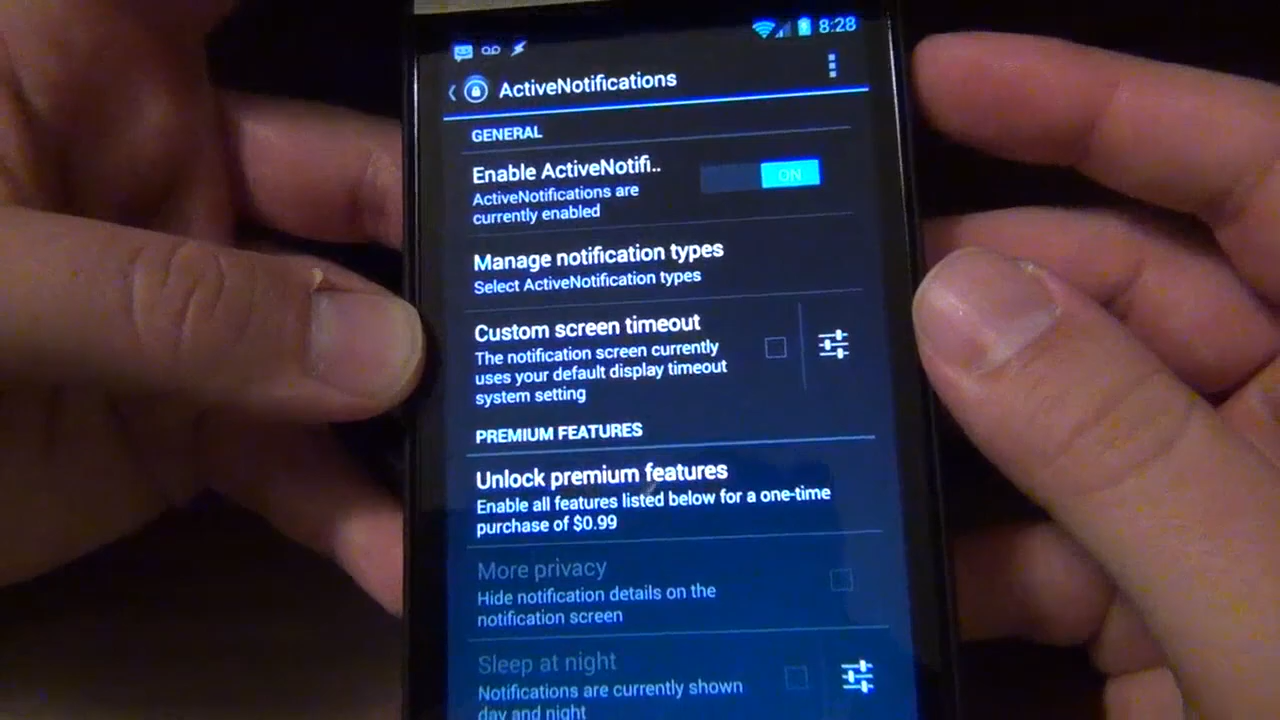 8:28
ActiveNotifications
GENERAL
Enable ActiveNotifi..
ON
ActiveNotifications are
currently enabled
Manage notification types
Select ActiveNotification types
Custom screen timeout
The notification screen currently
uses your default display timeout
system setting
PREMIUM FEATURES
Unlock premium features
Enable all features listed below for a one-time
purchase of $0.99
More privacy
Hide notification details on the
notification screen
Sleep at night
Notifications are currently shown
day and night